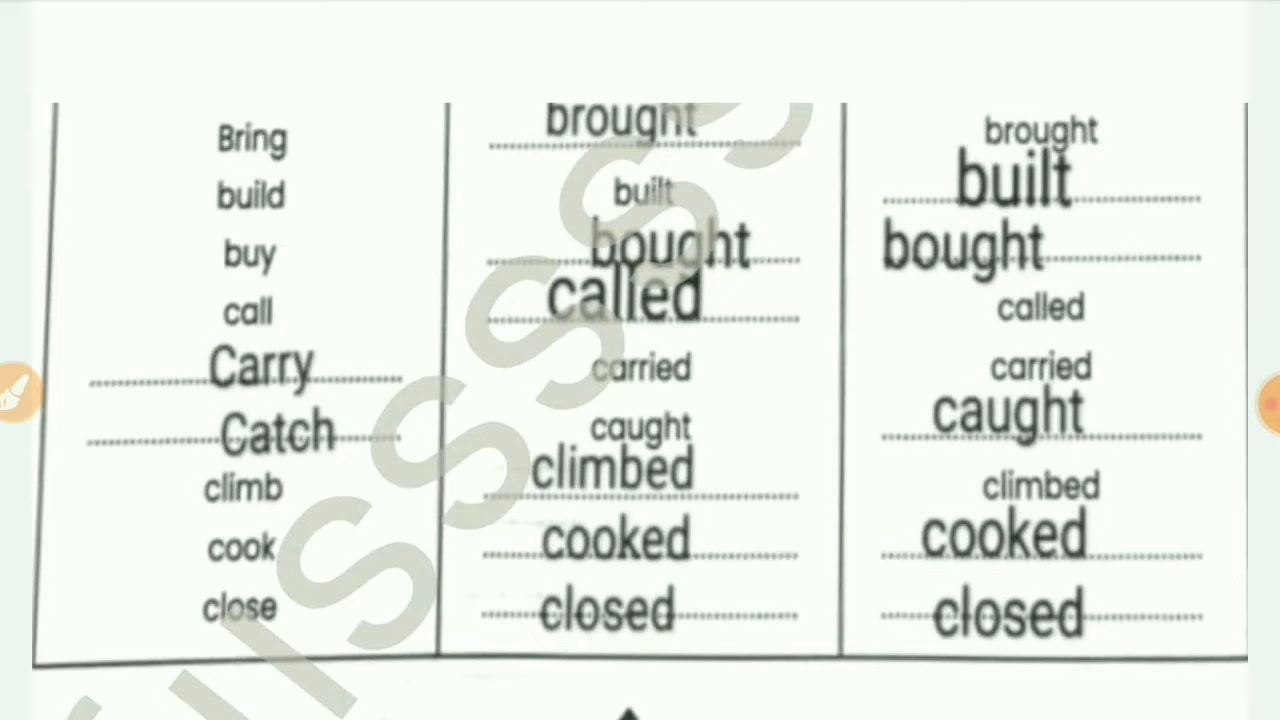 Bring brought brought
build built built
buy bought bought
call called called
Carry carried carried
Catch caught caught
climb climbed climbed
cook cooked cooked
close closed closed